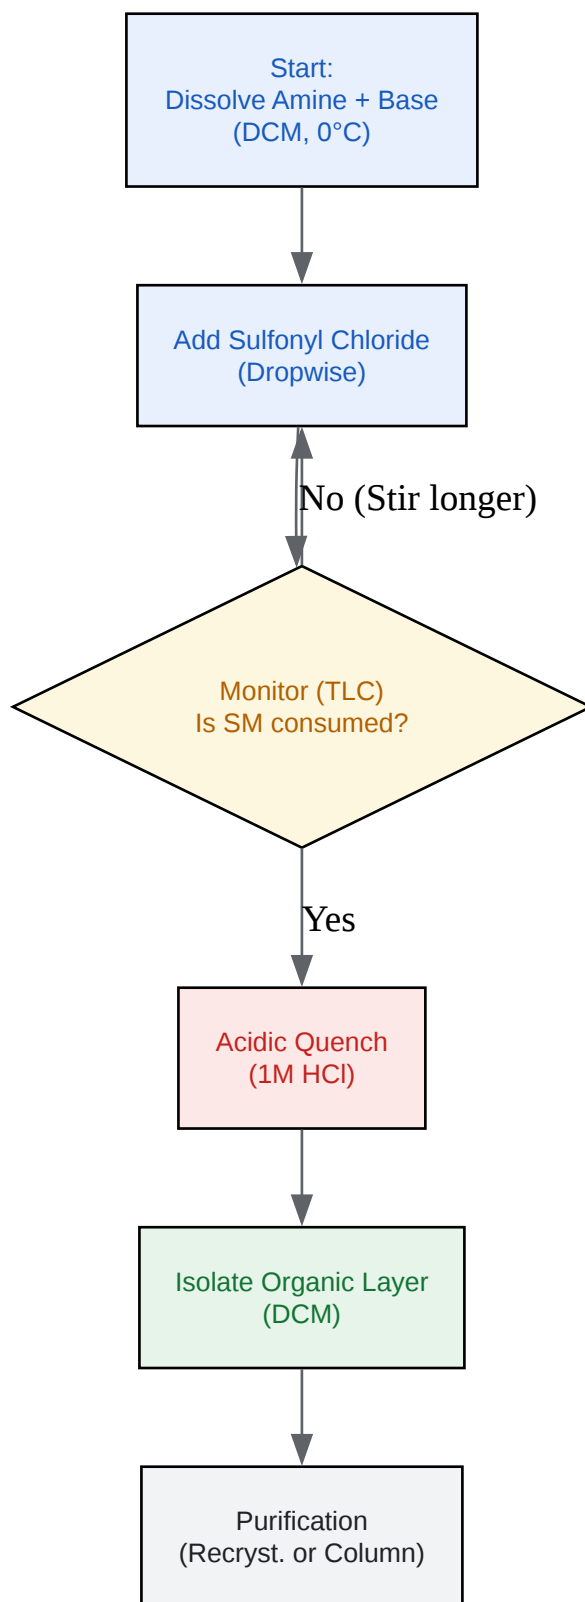 Start:
Dissolve Amine + Base
(DCM, 0°C)
Add Sulfonyl Chloride
(Dropwise)
No (Stir longer)
Monitor (TLC)
Is SM consumed?
Yes
Acidic Quench
(1M HCl)
Isolate Organic Layer
(DCM)
Purification
(Recryst. or Column)